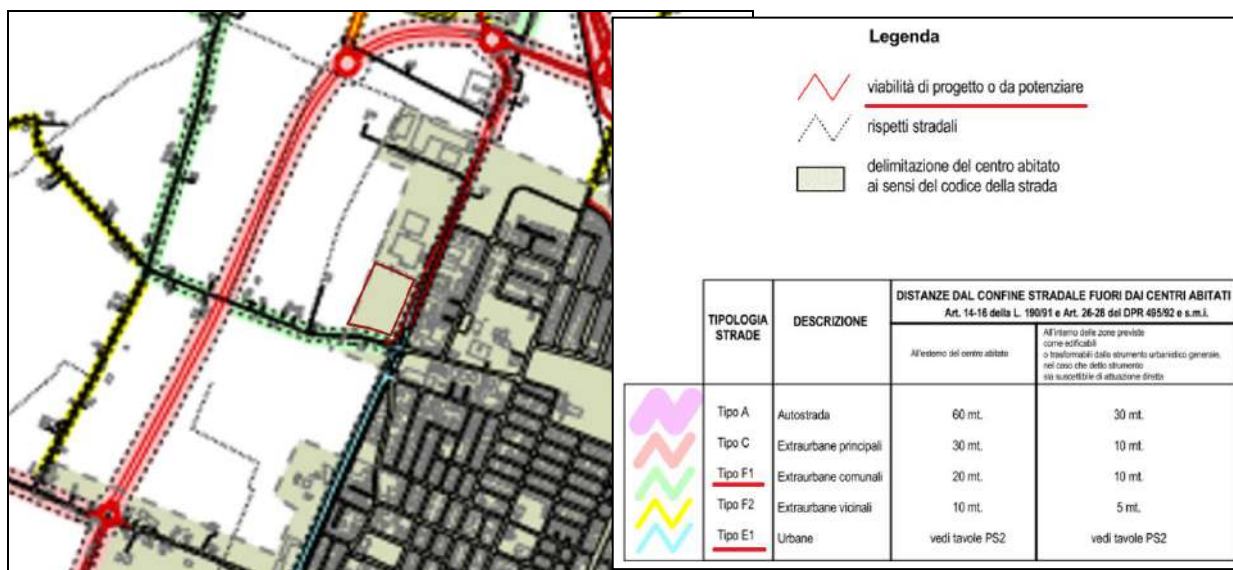 Legenda
viabilità di progetto o da potenziare
rispetti stradali
delimitazione del centro abitato
ai sensi del codice della strada
TIPOLOGIA
STRADE
DESCRIZIONE
DISTANZE DAL CONFINE STRADALE FUORI DAI CENTRI ABITATI
Art. 14-16 della L. 190/91 e Art. 26-28 del DPR 495/92 e s.m.i.
All'esterno del centro abitato
All'interno delle zone previste
come edificabili
o trasformabili dallo strumento urbanistico generale,
nel caso che detto strumento
sia suscettibile di attuazione diretta
Tipo A Autostrada 60 mt. 30 mt.
Tipo C Extraurbane principali 30 mt. 10 mt.
Tipo F1 Extraurbane comunali 20 mt. 10 mt.
Tipo F2 Extraurbane vicinali 10 mt. 5 mt.
Tipo E1 Urbane vedi tavole PS2 vedi tavole PS2